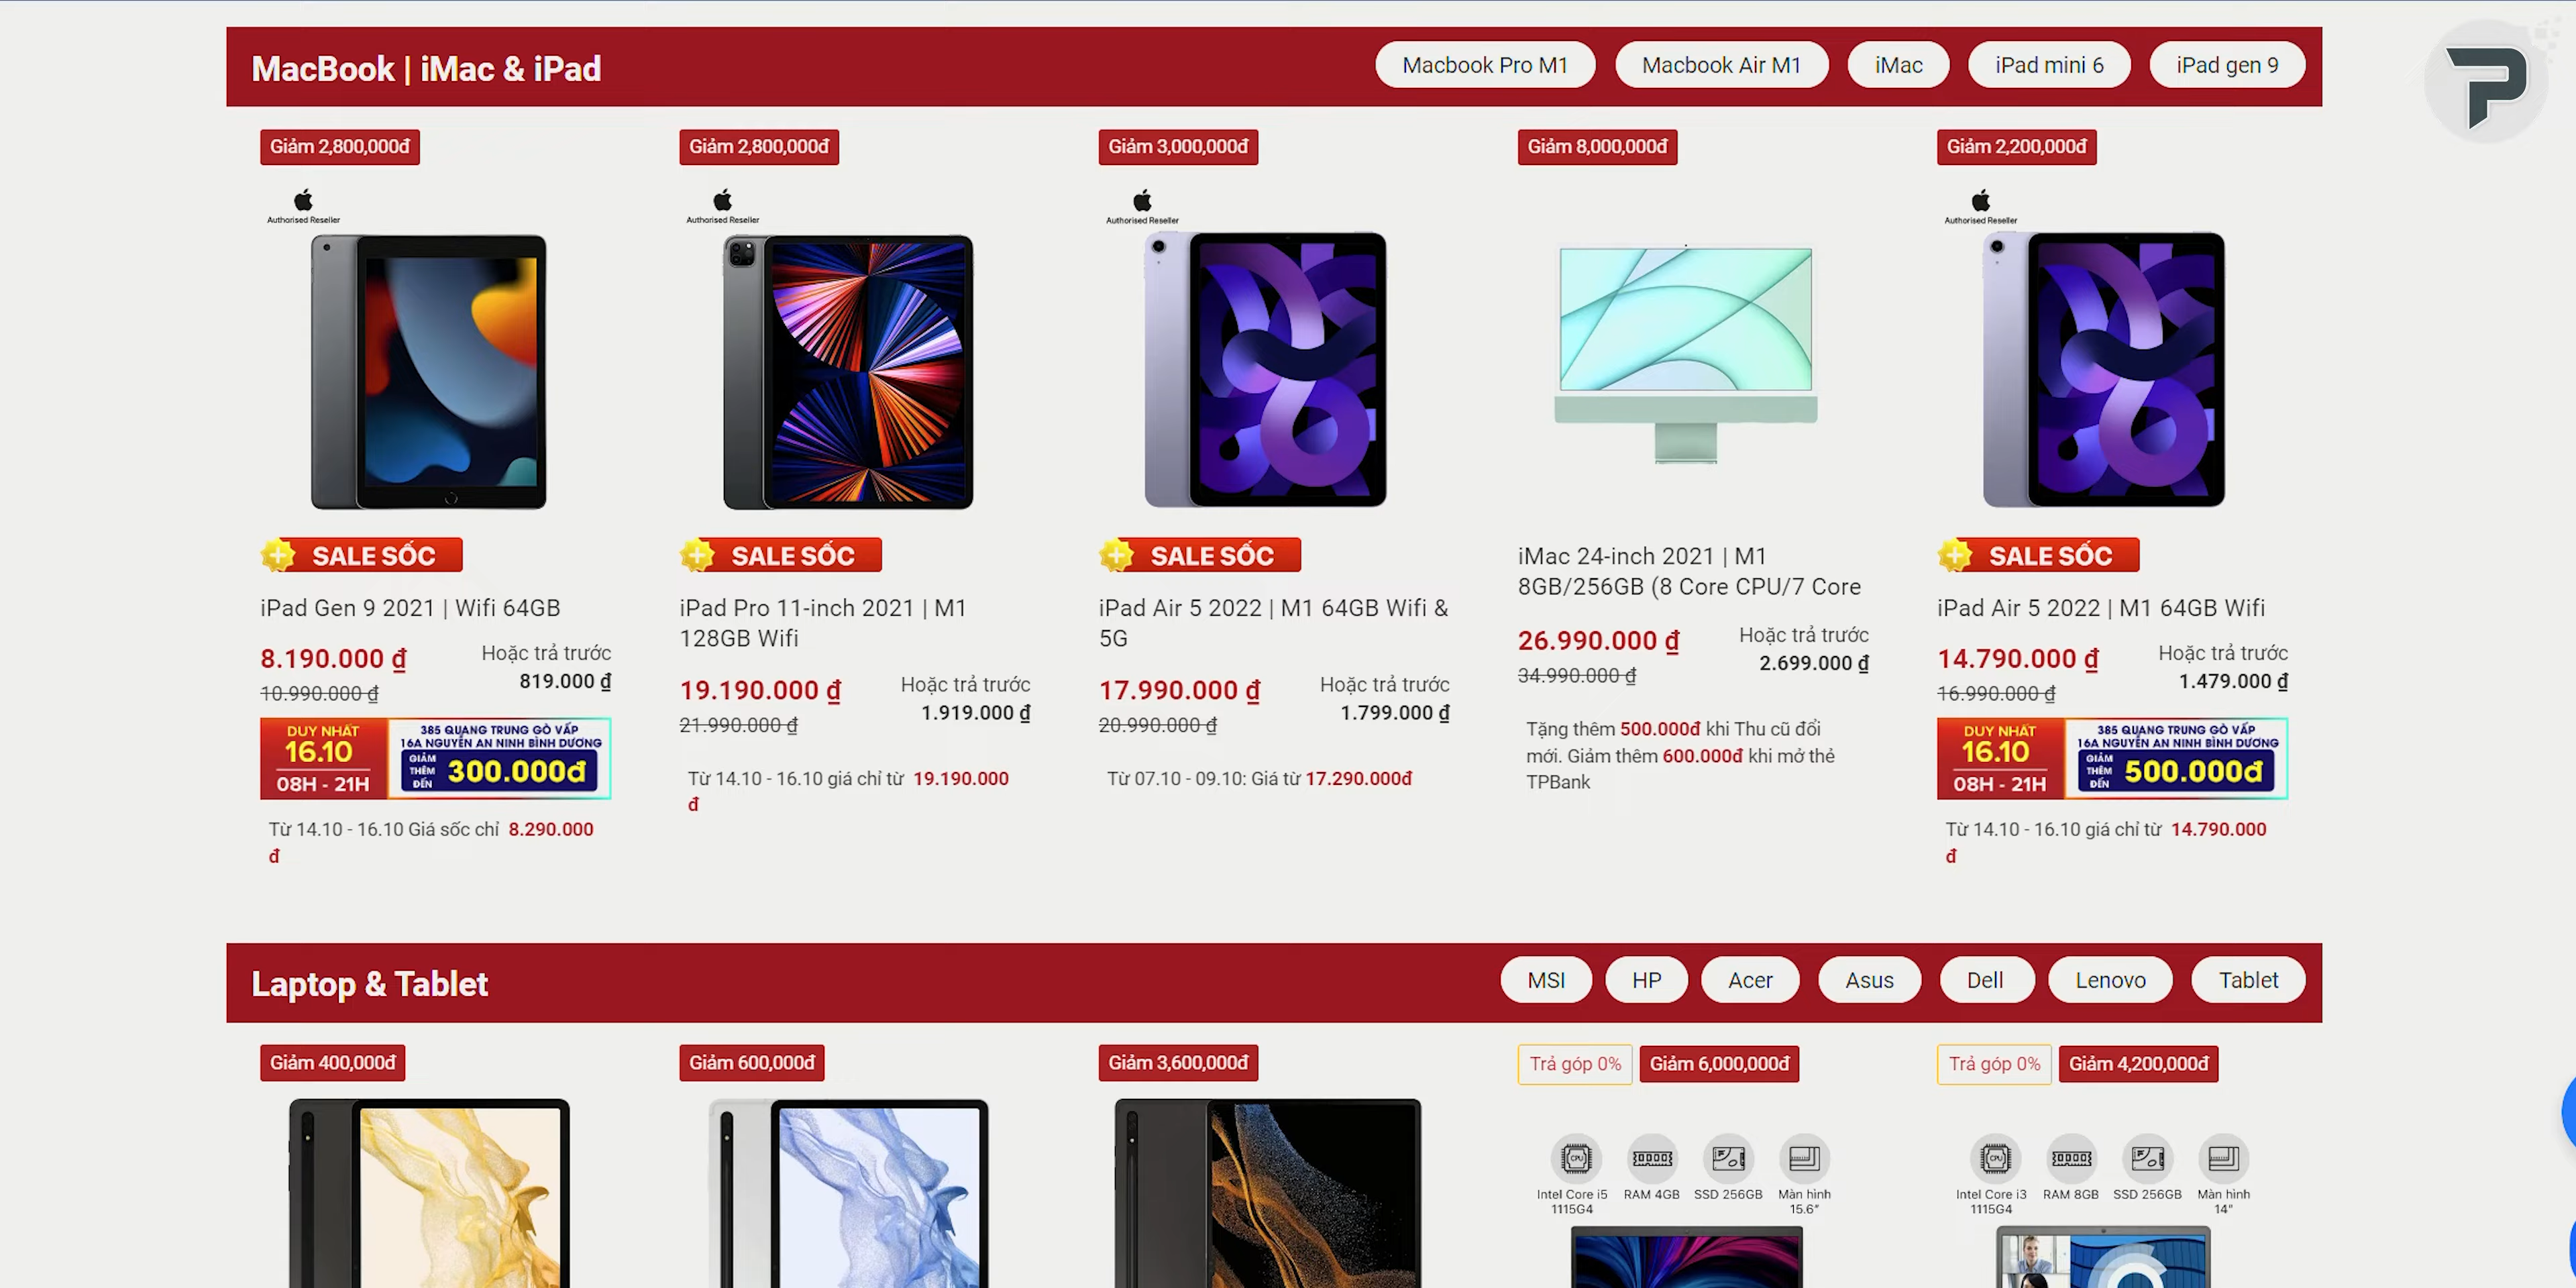 MacBook | iMac & iPad
Macbook Pro M1
Macbook Air M1
iMac
iPad mini 6
iPad gen 9
Giảm 2,800,000đ
Authorised Reseller
SALE SỐC
iPad Gen 9 2021 | Wifi 64GB
8.190.000 ₫
10.990.000 ₫
Hoặc trả trước
819.000 ₫
DUY NHẤT
16.10
08H - 21H
385 QUANG TRUNG GÒ VẤP
16A NGUYỄN AN NINH BÌNH DƯƠNG
GIẢM
THÊM
ĐẾN
300.000đ
Từ 14.10 - 16.10 Giá sốc chỉ 8.290.000
đ
Giảm 2,800,000đ
Authorised Reseller
SALE SỐC
iPad Pro 11-inch 2021 | M1
128GB Wifi
19.190.000 ₫
21.990.000 ₫
Hoặc trả trước
1.919.000 ₫
Từ 14.10 - 16.10 giá chỉ từ 19.190.000
đ
Giảm 3,000,000đ
Authorised Reseller
SALE SỐC
iPad Air 5 2022 | M1 64GB Wifi &
5G
17.990.000 ₫
20.990.000 ₫
Hoặc trả trước
1.799.000 ₫
Từ 07.10 - 09.10: Giá từ 17.290.000đ
Giảm 8,000,000đ
iMac 24-inch 2021 | M1
8GB/256GB (8 Core CPU/7 Core
26.990.000 ₫
34.990.000 ₫
Hoặc trả trước
2.699.000 ₫
Tặng thêm 500.000đ khi Thu cũ đổi
mới. Giảm thêm 600.000đ khi mở thẻ
TPBank
Giảm 2,200,000đ
Authorised Reseller
SALE SỐC
iPad Air 5 2022 | M1 64GB Wifi
14.790.000 ₫
16.990.000 ₫
Hoặc trả trước
1.479.000 ₫
DUY NHẤT
16.10
08H - 21H
385 QUANG TRUNG GÒ VẤP
16A NGUYỄN AN NINH BÌNH DƯƠNG
GIẢM
THÊM
ĐẾN
500.000đ
Từ 14.10 - 16.10 giá chỉ từ 14.790.000
đ
Laptop & Tablet
MSI
HP
Acer
Asus
Dell
Lenovo
Tablet
Giảm 400,000đ
Giảm 600,000đ
Giảm 3,600,000đ
Trả góp 0%
Giảm 6,000,000đ
CPU
Intel Core i5
1115G4
RAM 4GB
SSD 256GB
Màn hình
15.6"
Trả góp 0%
Giảm 4,200,000đ
CPU
Intel Core i3
1115G4
RAM 8GB
SSD 256GB
Màn hình
14"